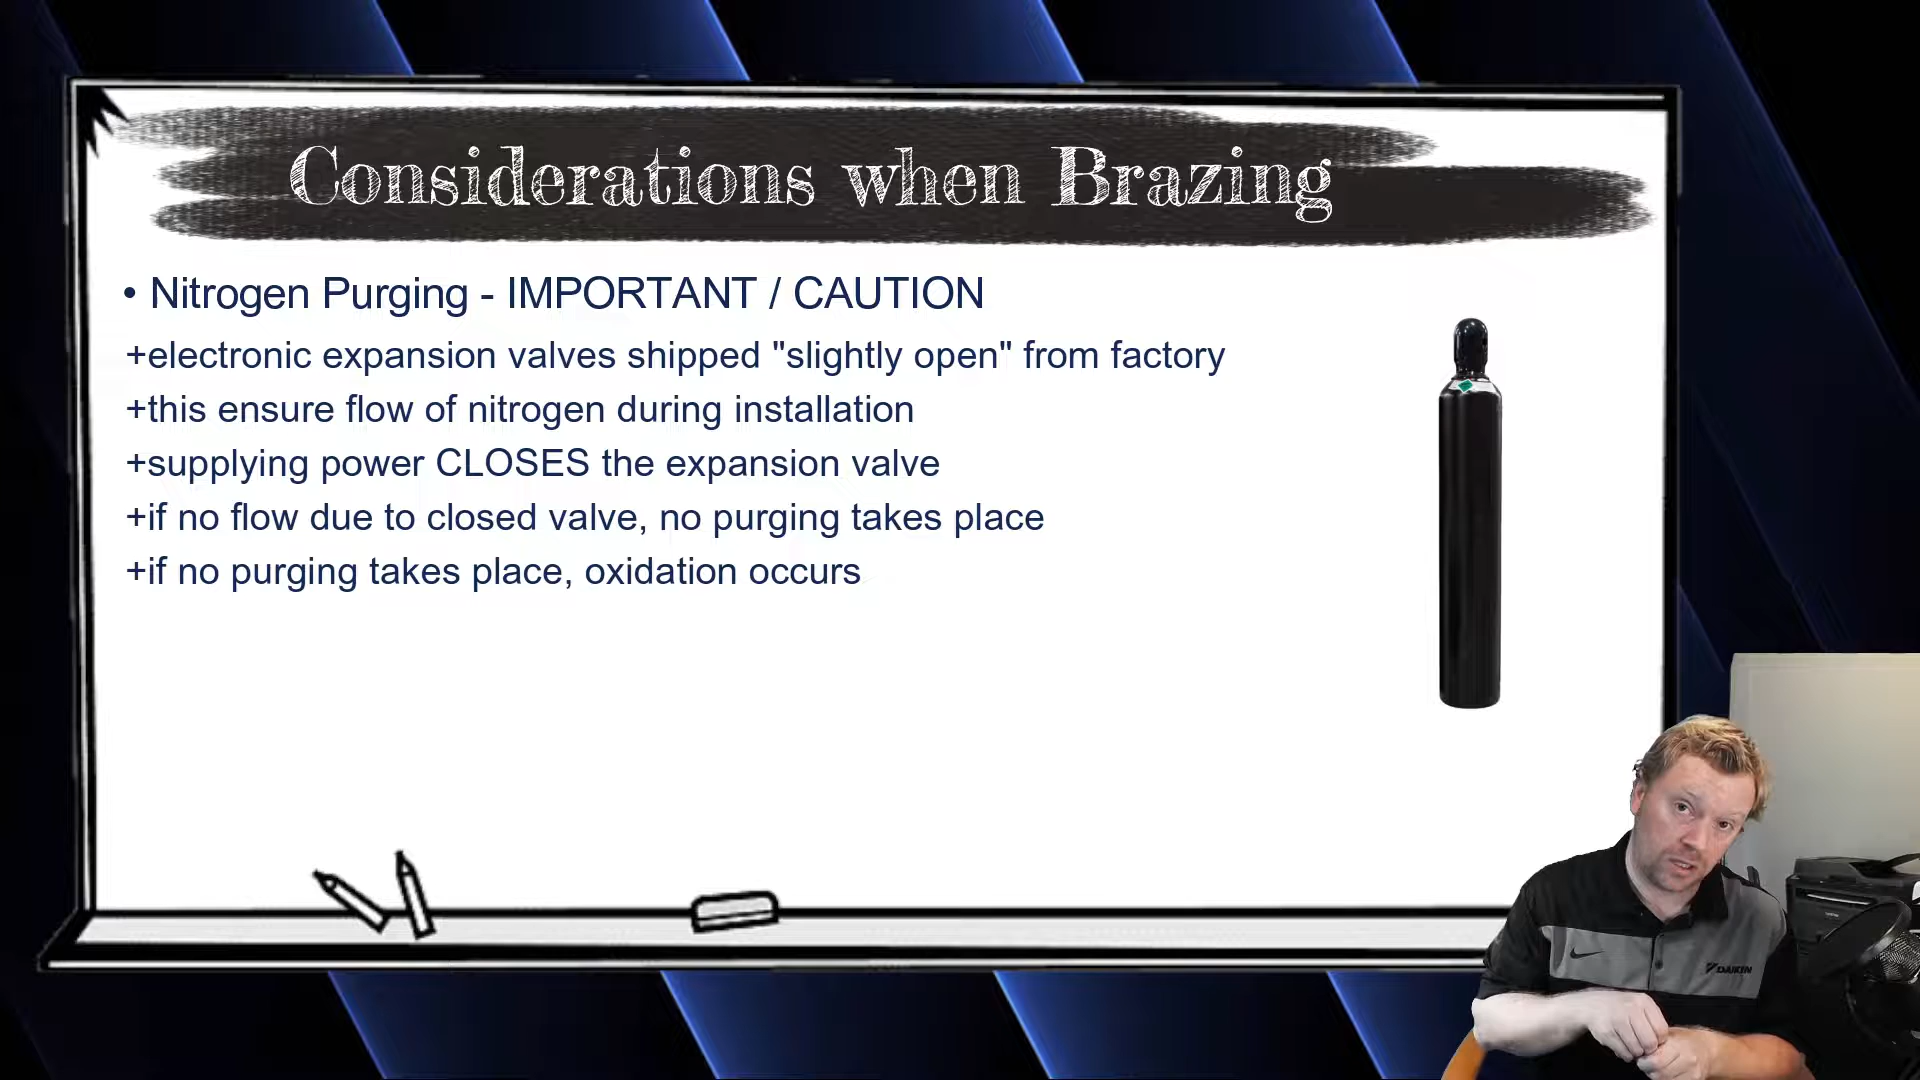 Considerations when Brazing
• Nitrogen Purging - IMPORTANT / CAUTION
+electronic expansion valves shipped "slightly open" from factory
+this ensure flow of nitrogen during installation
+supplying power CLOSES the expansion valve
+if no flow due to closed valve, no purging takes place
+if no purging takes place, oxidation occurs
DAIKIN